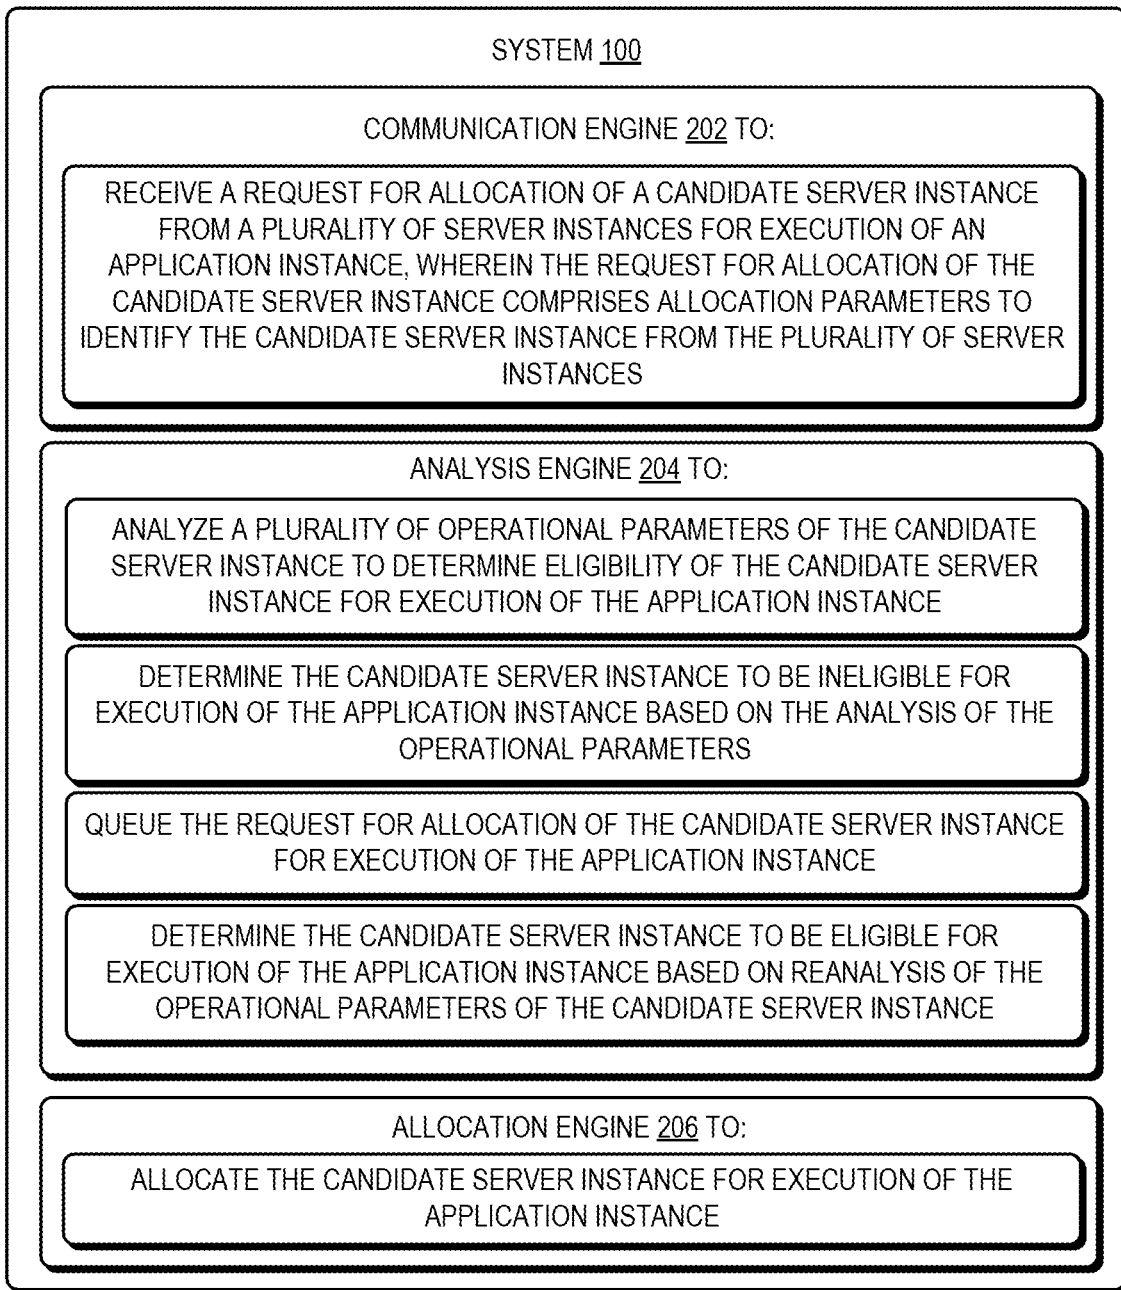 SYSTEM 100
COMMUNICATION ENGINE 202 TO:
RECEIVE A REQUEST FOR ALLOCATION OF A CANDIDATE SERVER INSTANCE
FROM A PLURALITY OF SERVER INSTANCES FOR EXECUTION OF AN
APPLICATION INSTANCE, WHEREIN THE REQUEST FOR ALLOCATION OF THE
CANDIDATE SERVER INSTANCE COMPRISES ALLOCATION PARAMETERS TO
IDENTIFY THE CANDIDATE SERVER INSTANCE FROM THE PLURALITY OF SERVER
INSTANCES
ANALYSIS ENGINE 204 TO:
ANALYZE A PLURALITY OF OPERATIONAL PARAMETERS OF THE CANDIDATE
SERVER INSTANCE TO DETERMINE ELIGIBILITY OF THE CANDIDATE SERVER
INSTANCE FOR EXECUTION OF THE APPLICATION INSTANCE
DETERMINE THE CANDIDATE SERVER INSTANCE TO BE INELIGIBLE FOR
EXECUTION OF THE APPLICATION INSTANCE BASED ON THE ANALYSIS OF THE
OPERATIONAL PARAMETERS
QUEUE THE REQUEST FOR ALLOCATION OF THE CANDIDATE SERVER INSTANCE
FOR EXECUTION OF THE APPLICATION INSTANCE
DETERMINE THE CANDIDATE SERVER INSTANCE TO BE ELIGIBLE FOR
EXECUTION OF THE APPLICATION INSTANCE BASED ON REANALYSIS OF THE
OPERATIONAL PARAMETERS OF THE CANDIDATE SERVER INSTANCE
ALLOCATION ENGINE 206 TO:
ALLOCATE THE CANDIDATE SERVER INSTANCE FOR EXECUTION OF THE
APPLICATION INSTANCE